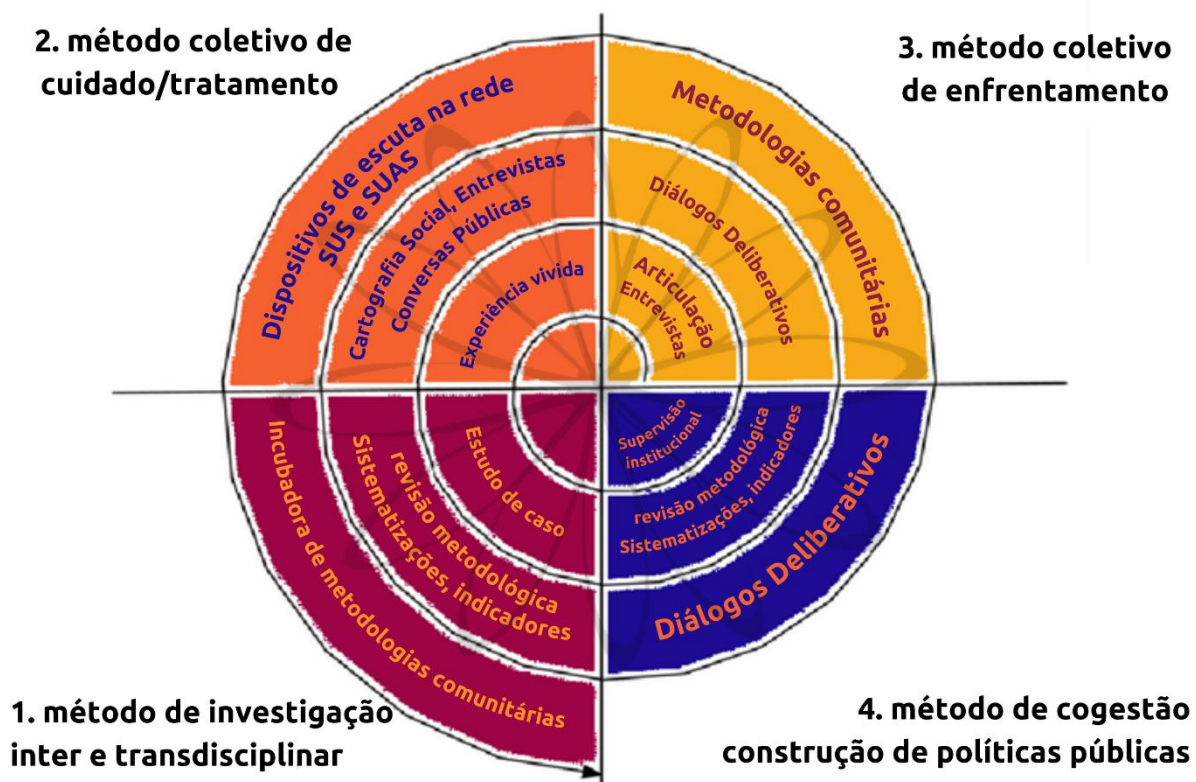 2. método coletivo de
cuidado/tratamento
3. método coletivo
de enfrentamento
Dispositivos de escuta na rede
SUS e SUAS
Cartografia Social, Entrevistas
Conversas Públicas
Experiência vivida
Metodologias comunitárias
Diálogos Deliberativos
Articulação
Entrevistas
Incubadora de metodologias comunitárias
Sistematizações, indicadores
revisão metodológica
Estudo de caso
Supervisão
institucional
revisão metodológica
Sistematizações, indicadores
Diálogos Deliberativos
1. método de investigação
inter e transdisciplinar
4. método de cogestão
construção de políticas públicas